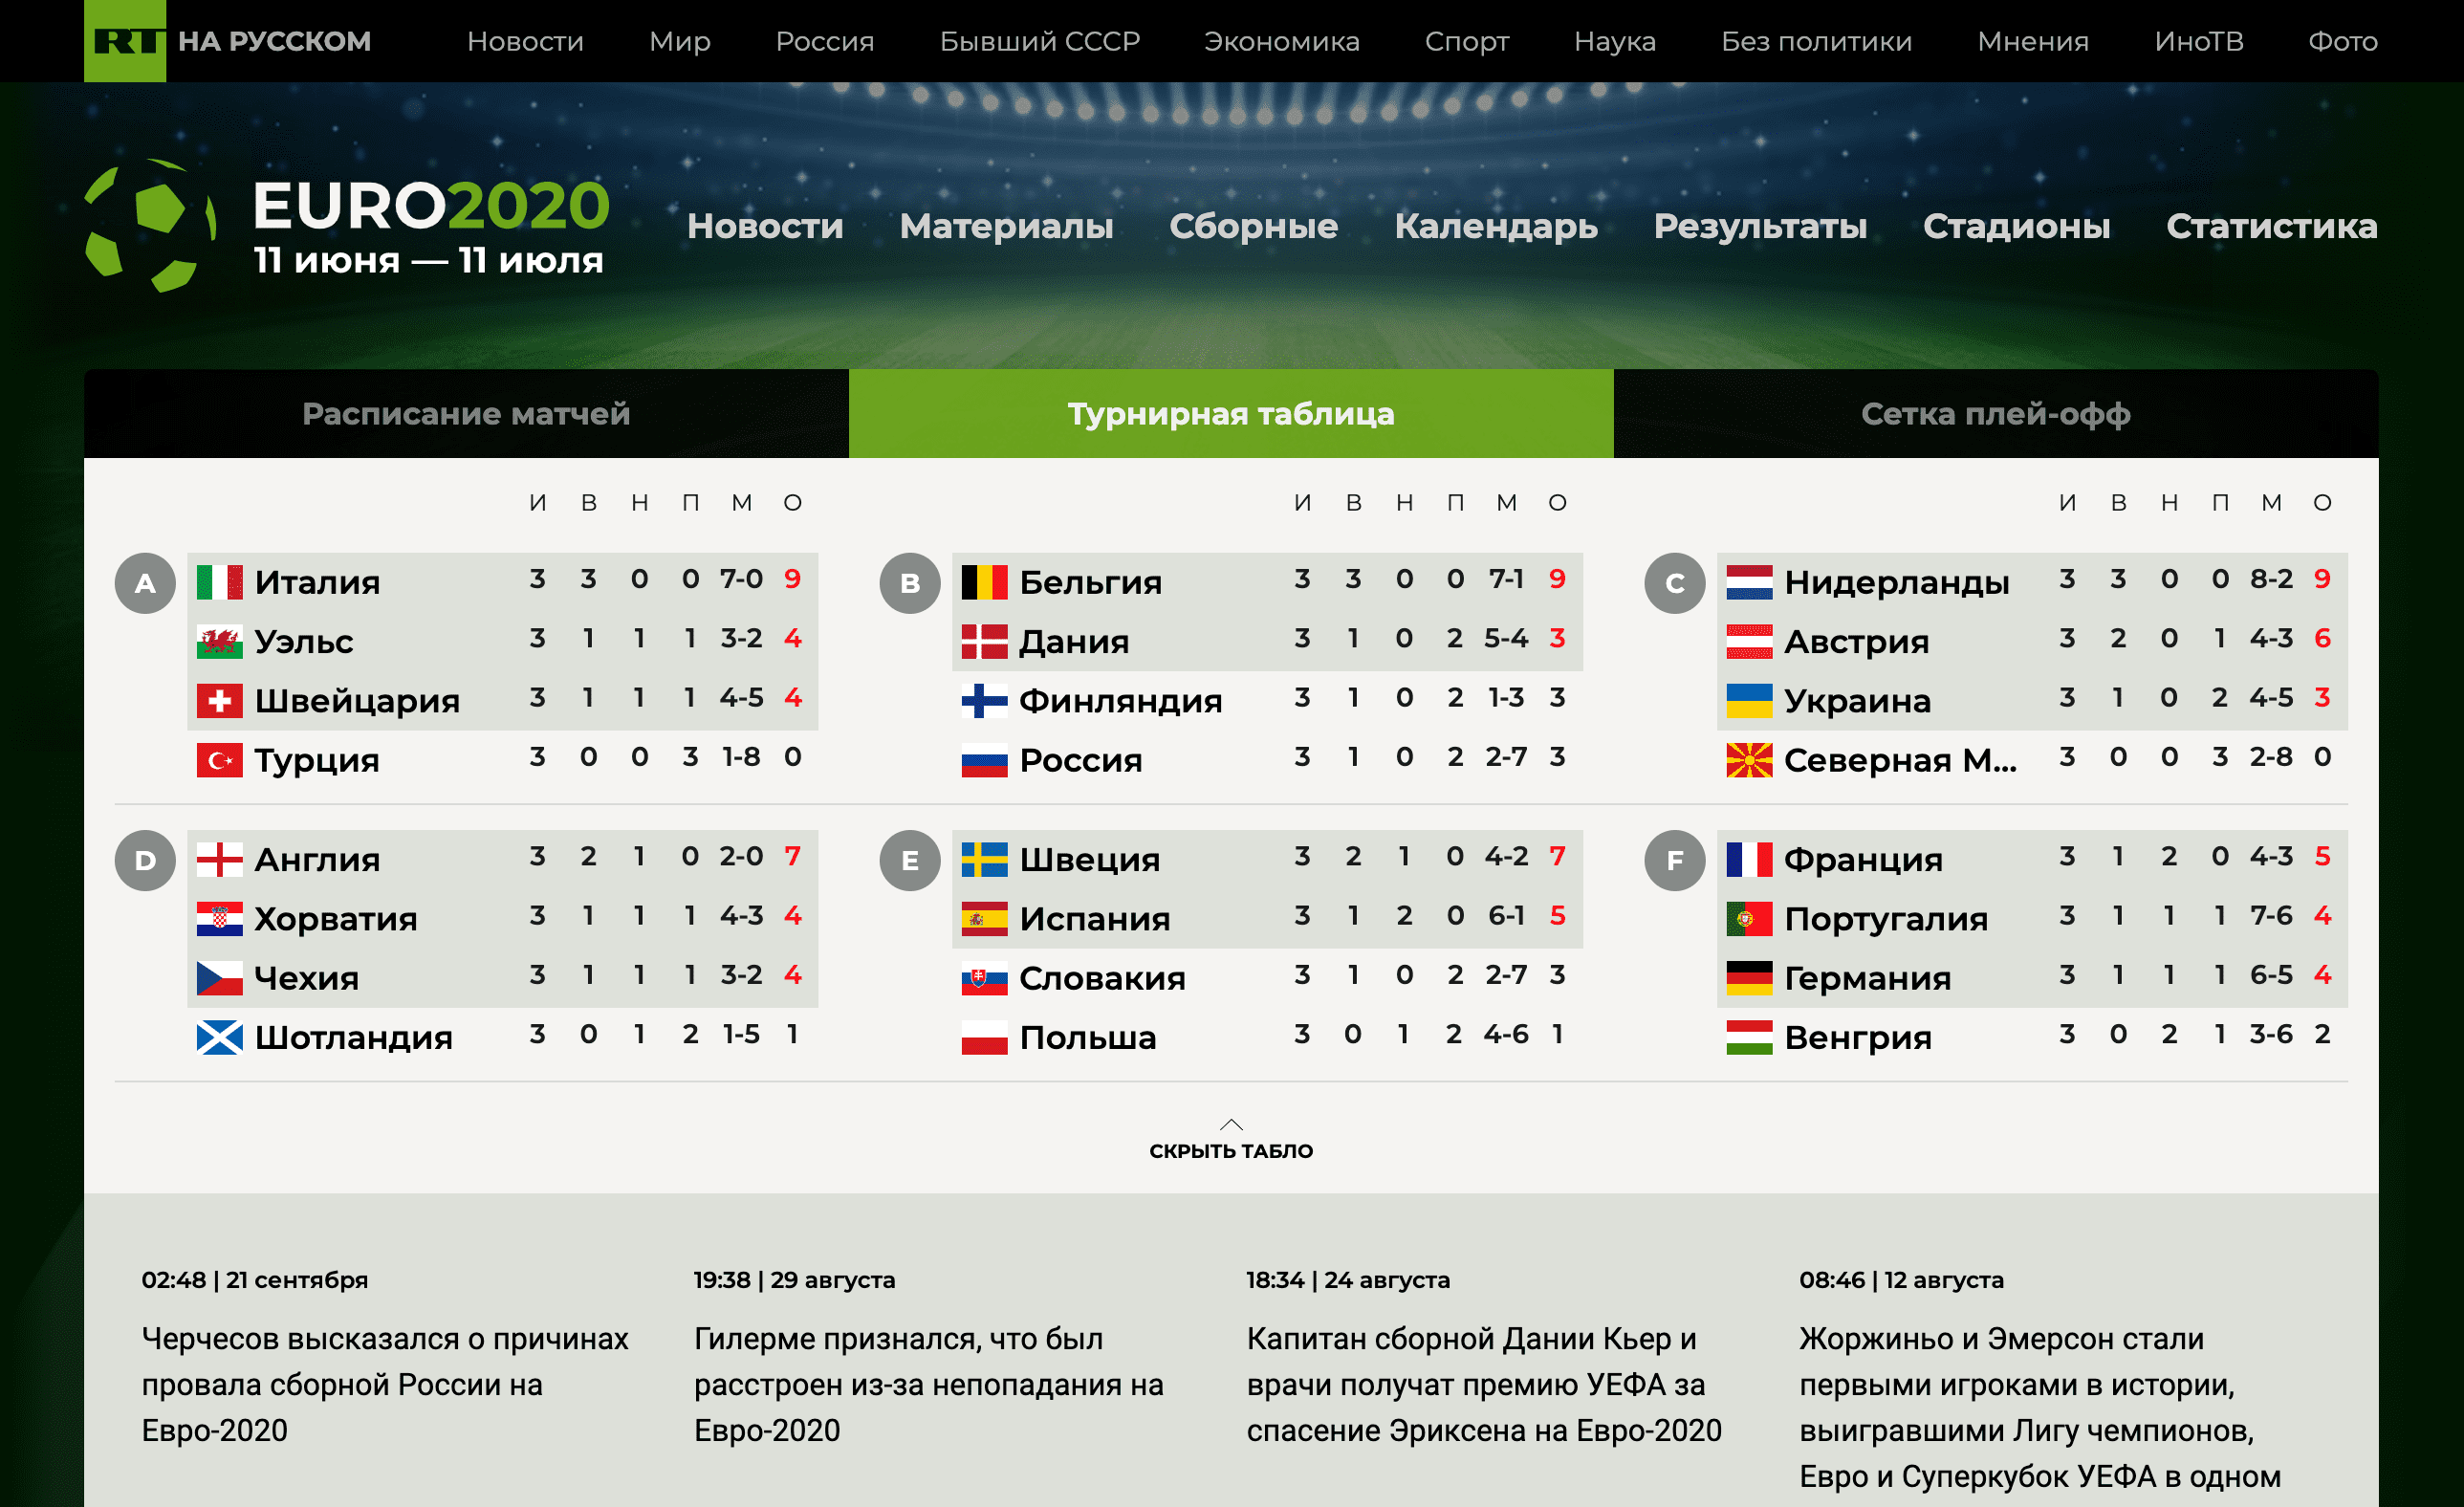 RT НА РУССКОМ Новости Мир Россия Бывший СССР Экономика Спорт Наука Без политики Мнения ИноТВ Фото
EURO2020
11 июня — 11 июля
Новости Материалы Сборные Календарь Результаты Стадионы Статистика
Расписание матчей Турнирная таблица Сетка плей-офф
И В Н П М О И В Н П М О И В Н П М О
A Италия 3 3 0 0 7-0 9 B Бельгия 3 3 0 0 7-1 9 C Нидерланды 3 3 0 0 8-2 9
Уэльс 3 1 1 1 3-2 4 Дания 3 1 0 2 5-4 3 Австрия 3 2 0 1 4-3 6
Швейцария 3 1 1 1 4-5 4 Финляндия 3 1 0 2 1-3 3 Украина 3 1 0 2 4-5 3
Турция 3 0 0 3 1-8 0 Россия 3 1 0 2 2-7 3 Северная М... 3 0 0 3 2-8 0
D Англия 3 2 1 0 2-0 7 E Швеция 3 2 1 0 4-2 7 F Франция 3 1 2 0 4-3 5
Хорватия 3 1 1 1 4-3 4 Испания 3 1 2 0 6-1 5 Португалия 3 1 1 1 7-6 4
Чехия 3 1 1 1 3-2 4 Словакия 3 1 0 2 2-7 3 Германия 3 1 1 1 6-5 4
Шотландия 3 0 1 2 1-5 1 Польша 3 0 1 2 4-6 1 Венгрия 3 0 2 1 3-6 2
СКРЫТЬ ТАБЛО
02:48 | 21 сентября
Черчесов высказался о причинах
провала сборной России на
Евро-2020
19:38 | 29 августа
Гилерме признался, что был
расстроен из-за непопадания на
Евро-2020
18:34 | 24 августа
Капитан сборной Дании Кьер и
врачи получат премию УЕФА за
спасение Эриксена на Евро-2020
08:46 | 12 августа
Жоржиньо и Эмерсон стали
первыми игроками в истории,
выигравшими Лигу чемпионов,
Евро и Суперкубок УЕФА в одном